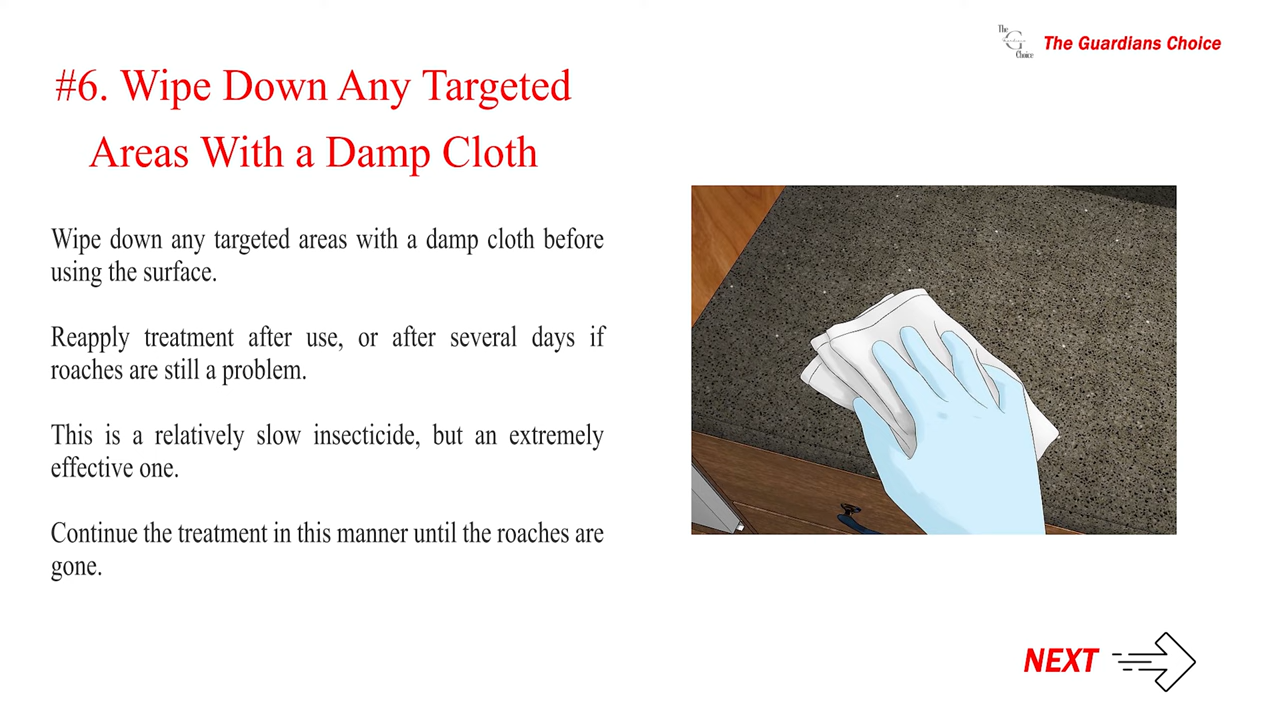 The
G
Choice
The Guardians Choice
#6. Wipe Down Any Targeted
Areas With a Damp Cloth
Wipe down any targeted areas with a damp cloth before
using the surface.
Reapply treatment after use, or after several days if
roaches are still a problem.
This is a relatively slow insecticide, but an extremely
effective one.
Continue the treatment in this manner until the roaches are
gone.
NEXT